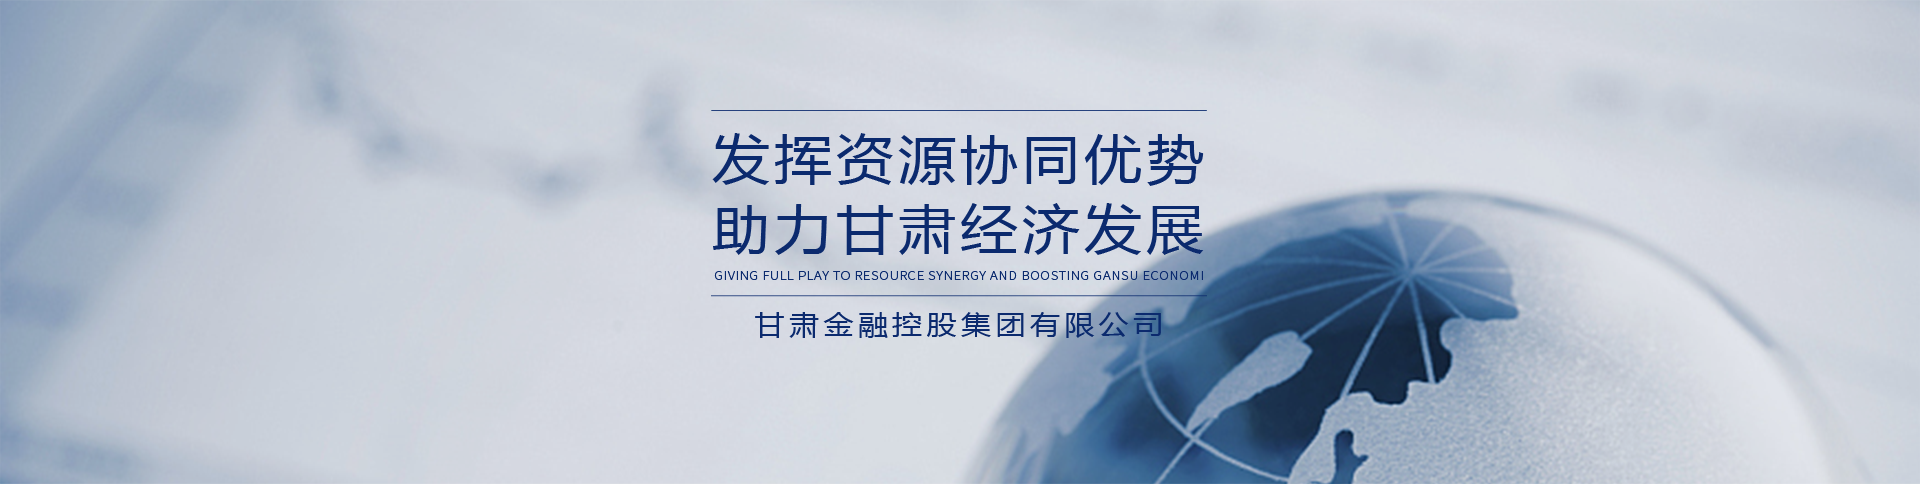 发挥资源协同优势
助力甘肃经济发展
GIVING FULL PLAY TO RESOURCE SYNERGY AND BOOSTING GANSU ECONOMI
甘肃金融控股集团有限公司